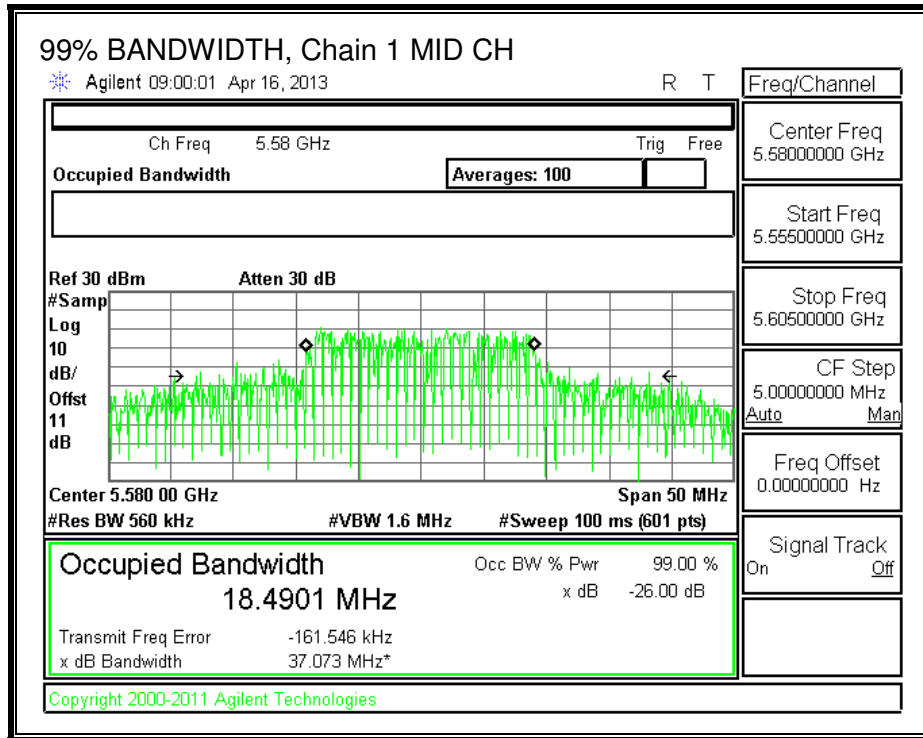 99% BANDWIDTH, Chain 1 MID CH
Agilent 09:00:01 Apr 16, 2013 R T
Freq/Channel
Ch Freq 5.58 GHz Trig Free
Occupied Bandwidth Averages: 100
Center Freq
5.58000000 GHz
Start Freq
5.55500000 GHz
Stop Freq
5.60500000 GHz
CF Step
5.00000000 MHz
Auto Man
Freq Offset
0.00000000 Hz
Signal Track
On Off
Ref 30 dBm Atten 30 dB
#Samp
Log
10
dB/
Offst
11
dB
Center 5.580 00 GHz Span 50 MHz
#Res BW 560 kHz #VBW 1.6 MHz #Sweep 100 ms (601 pts)
Occupied Bandwidth Occ BW % Pwr 99.00 %
18.4901 MHz x dB -26.00 dB
Transmit Freq Error -161.546 kHz
x dB Bandwidth 37.073 MHz*
Copyright 2000-2011 Agilent Technologies